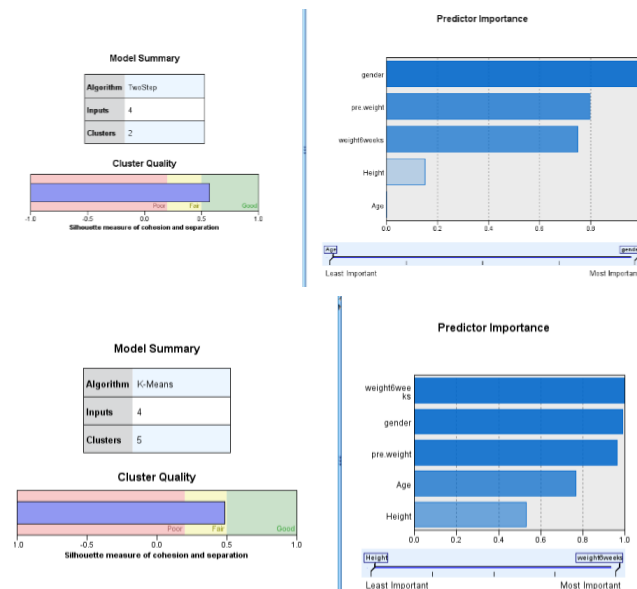 Model Summary
Algorithm TwoStep
Inputs 4
Clusters 2
Cluster Quality
Poor Fair Good
-1.0 -0.5 0.0 0.5 1.0
Silhouette measure of cohesion and separation
Predictor Importance
gender
pre.weight
weight6weeks
Height
Age
0.0 0.2 0.4 0.6 0.8
Age gende
Least Important Most Importan
Model Summary
Algorithm K-Means
Inputs 4
Clusters 5
Cluster Quality
Poor Fair Good
1.0 -0.5 0.0 0.5 1.0
Silhouette measure of cohesion and separation
Predictor Importance
weight6wee
ks
gender
pre.weight
Age
Height
0.0 0.2 0.4 0.6 0.8 1.0
Height weight6weeks
Least Important Most Important